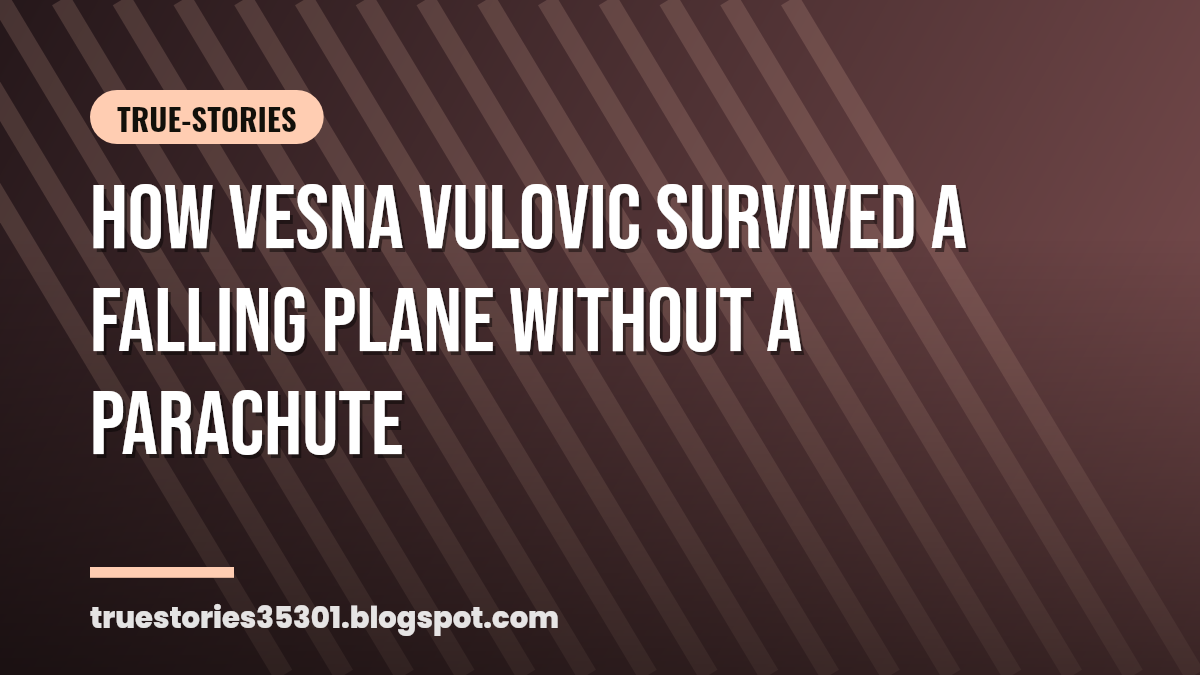 TRUE-STORIES
HOW VESNA VULOVIC SURVIVED A
FALLING PLANE WITHOUT A
PARACHUTE
truestories35301.blogspot.com